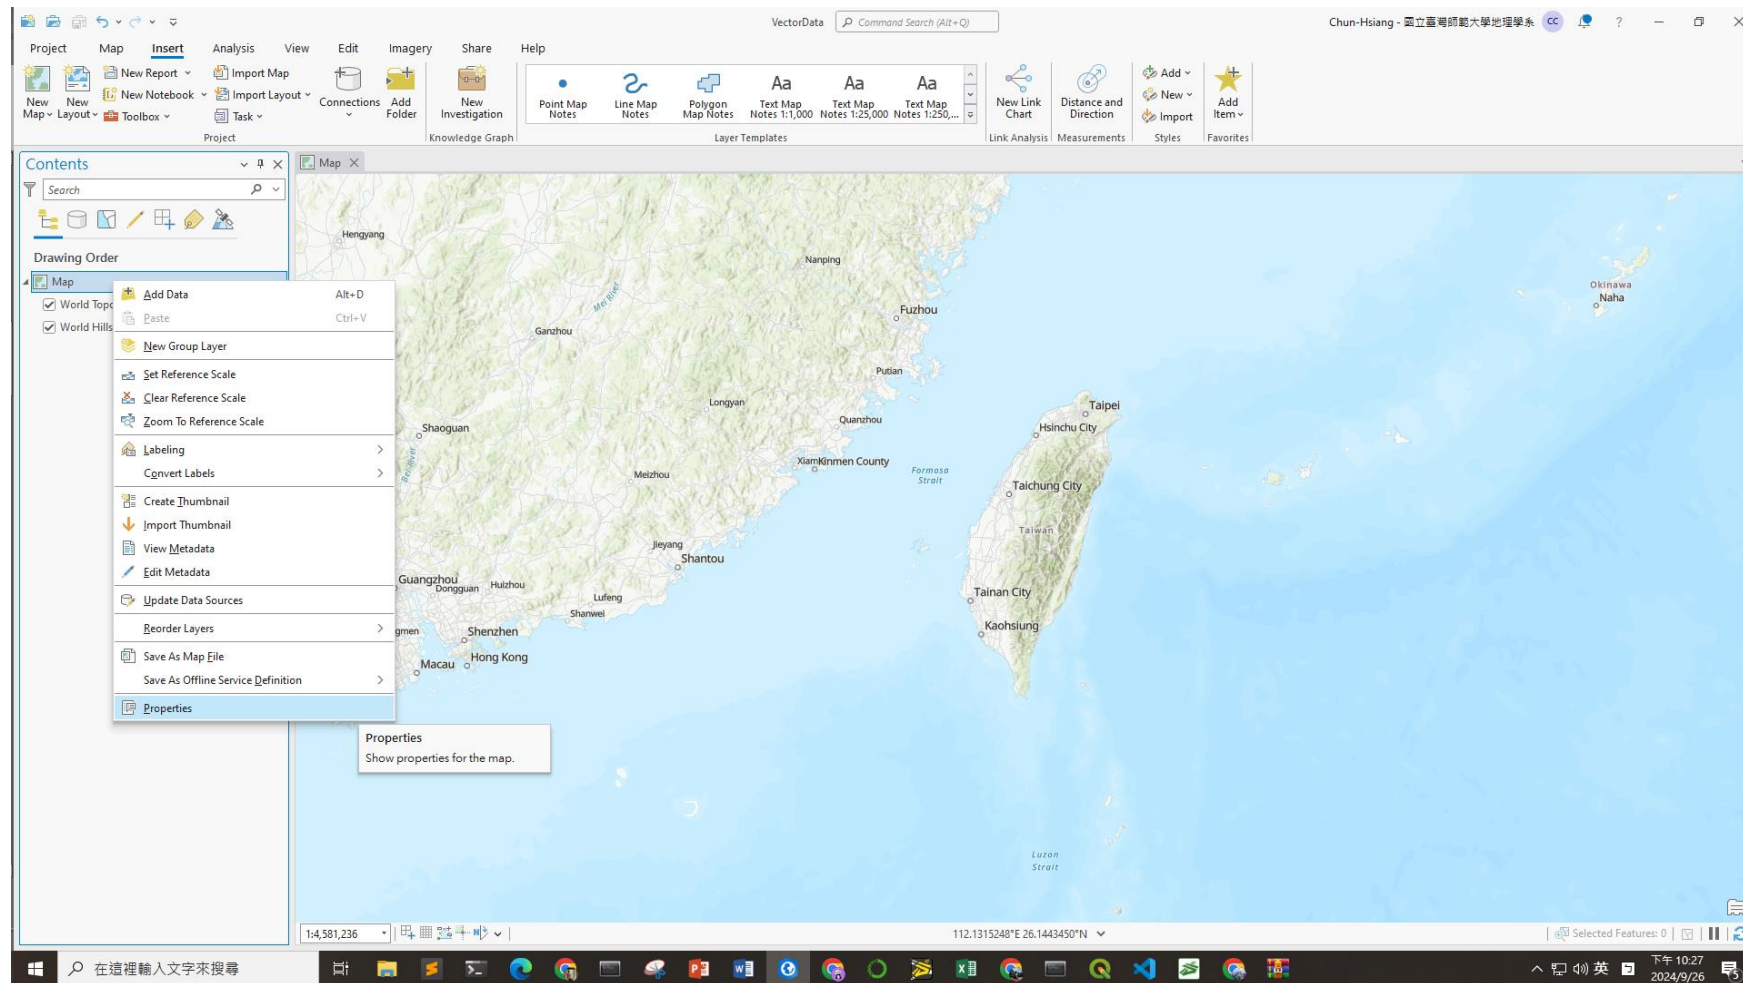 VectorData
Command Search (Alt+Q)
Chun-Hsiang - 國立臺灣師範大學地理學系
CC
?
Project Map Insert Analysis View Edit Imagery Share Help
New Map
New Layout
New Report
New Notebook
Toolbox
Import Map
Import Layout
Task
Connections
Add Folder
New Investigation
Point Map Notes
Line Map Notes
Polygon Map Notes
Aa
Text Map Notes 1:1,000
Aa
Text Map Notes 1:25,000
Aa
Text Map Notes 1:250,...
New Link Chart
Distance and Direction
Add
New
Import
Add Item
Project
Knowledge Graph
Layer Templates
Link Analysis
Measurements
Styles
Favorites
Contents
Search
Drawing Order
Map
World Topo
World Hills
Add Data Alt+D
Paste Ctrl+V
New Group Layer
Set Reference Scale
Clear Reference Scale
Zoom To Reference Scale
Labeling
Convert Labels
Create Thumbnail
Import Thumbnail
View Metadata
Edit Metadata
Update Data Sources
Reorder Layers
Save As Map File
Save As Offline Service Definition
Properties
Properties
Show properties for the map.
Map
Hengyang
Nanping
Okinawa
Naha
Mei River
Fuzhou
Ganzhou
Putian
Longyan
Taipei
Quanzhou
Shaoguan
Hsinchu City
Bei River
Xiam
Kinmen County
Formosa Strait
Meizhou
Taichung City
Taiwan
Jieyang
Shantou
Guangzhou
Dongguan
Huizhou
Lufeng
Tainan City
Shanwei
gmen
Shenzhen
Kaohsiung
Hong Kong
Macau
Luzon Strait
1:4,581,236
112.1315248°E 26.1443450°N
Selected Features: 0
在這裡輸入文字來搜尋
英
下午 10:27
2024/9/26
5